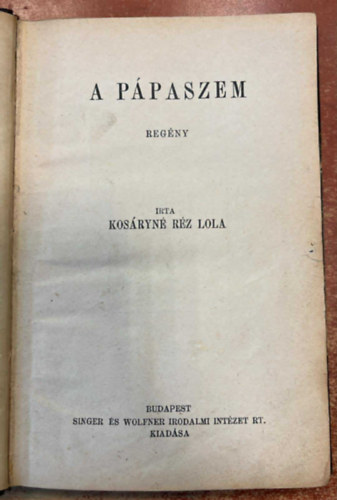 A PÁPASZEM
REGÉNY
IRTA
KOSÁRYNÉ RÉZ LOLA
BUDAPEST
SINGER ÉS WOLFNER IRODALMI INTÉZET RT.
KIADÁSA